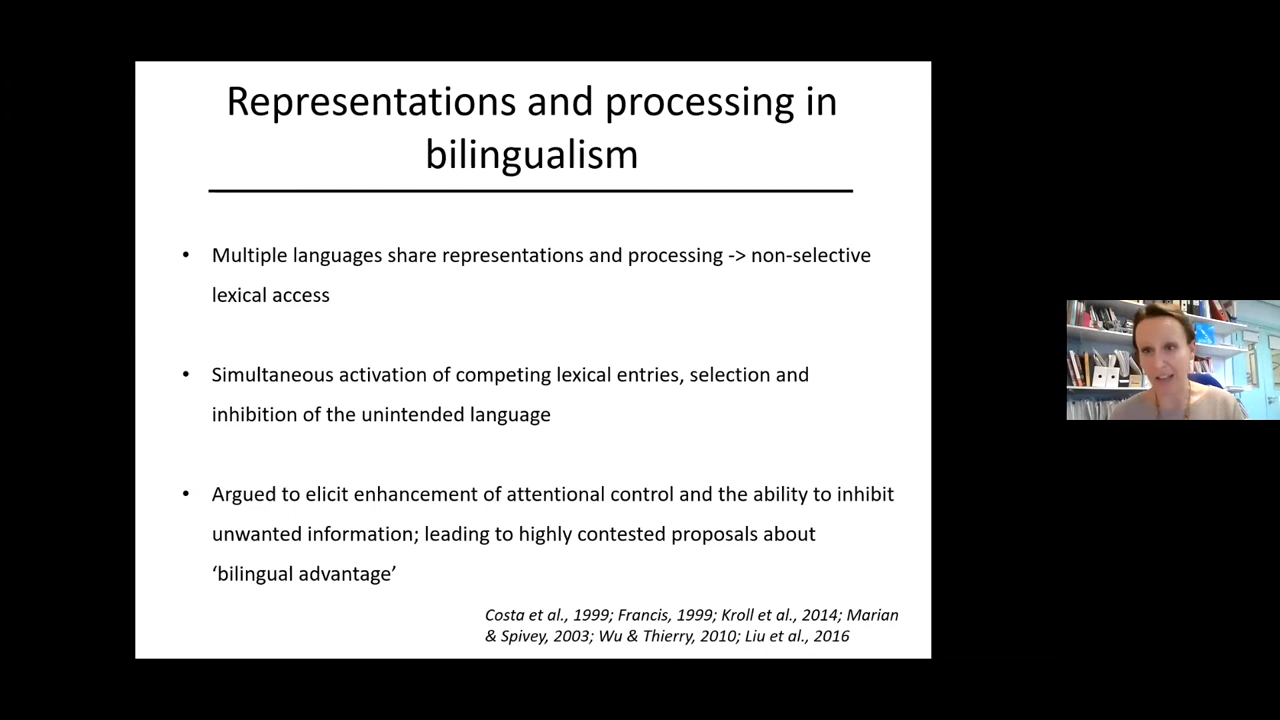 Representations and processing in
bilingualism
• Multiple languages share representations and processing -> non-selective
lexical access
• Simultaneous activation of competing lexical entries, selection and
inhibition of the unintended language
• Argued to elicit enhancement of attentional control and the ability to inhibit
unwanted information; leading to highly contested proposals about
‘bilingual advantage’
Costa et al., 1999; Francis, 1999; Kroll et al., 2014; Marian
& Spivey, 2003; Wu & Thierry, 2010; Liu et al., 2016